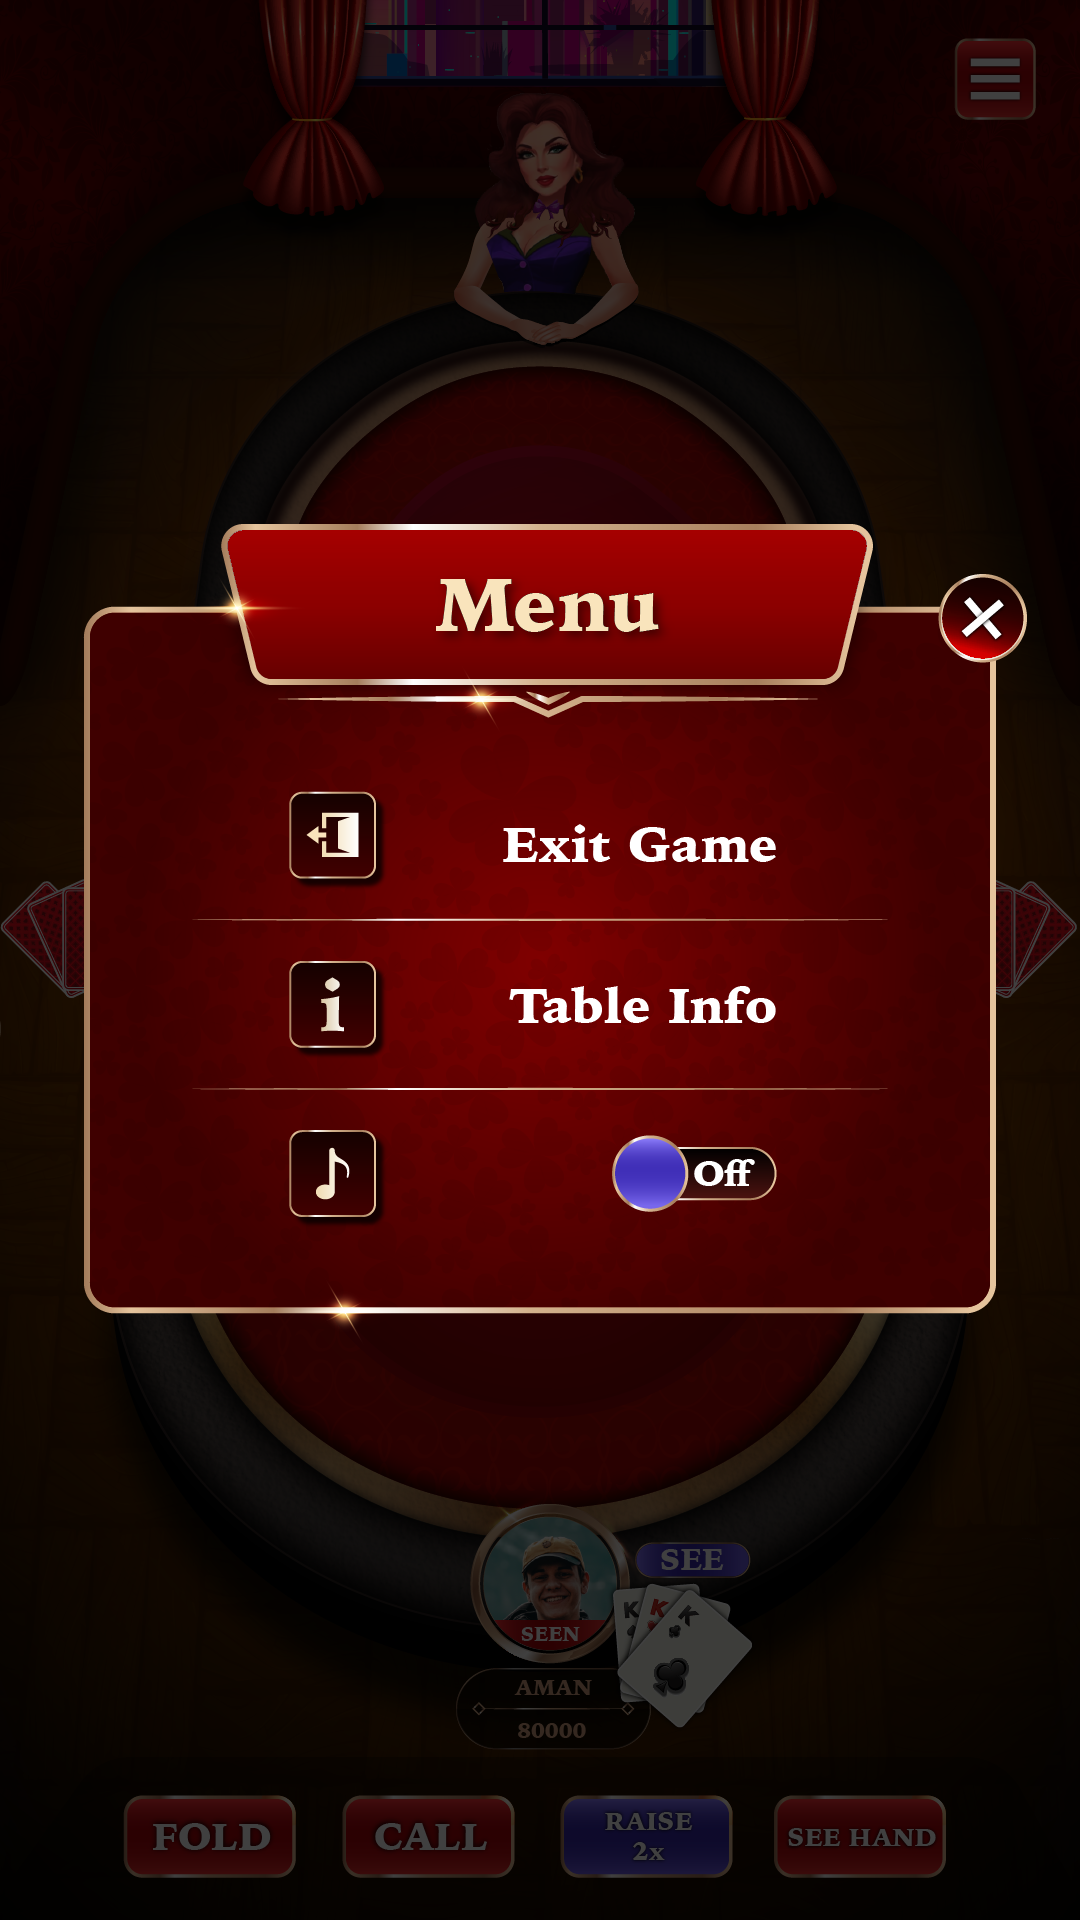 Menu
Exit Game
Table Info
Off
SEE
K K K
SEEN
AMAN
80000
FOLD
CALL
RAISE
2x
SEE HAND